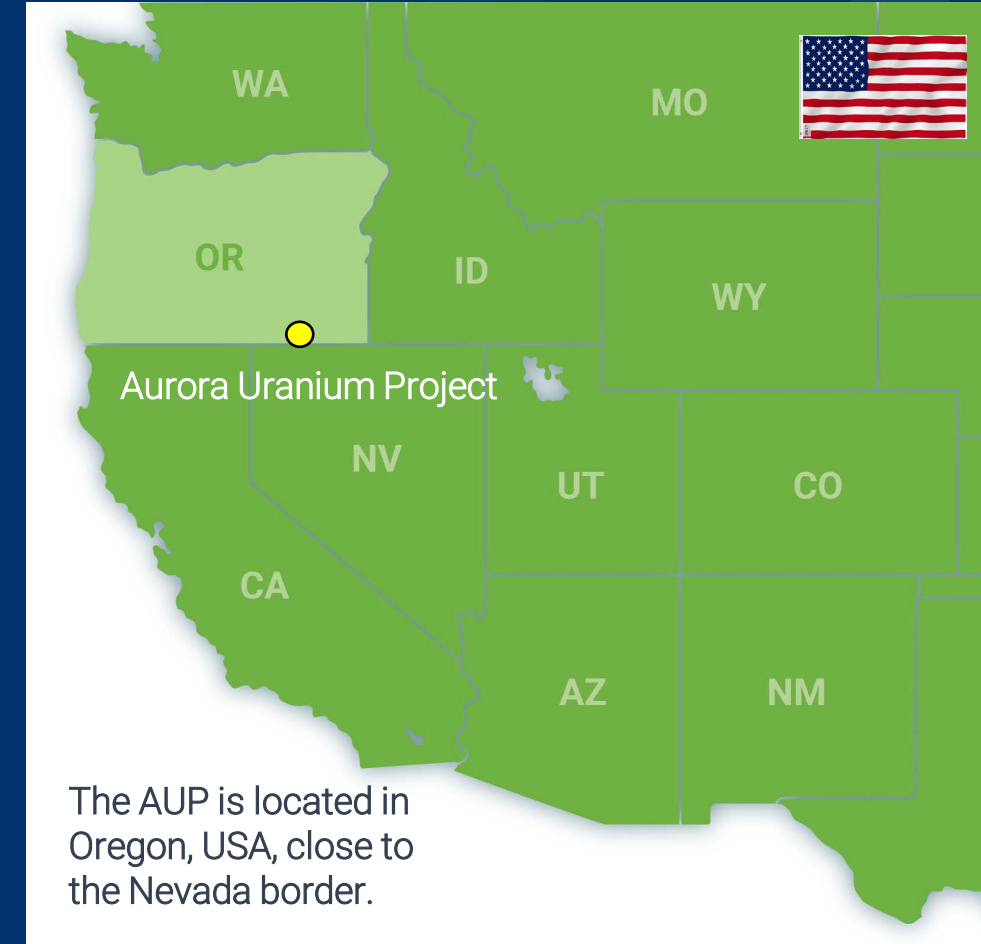 WA
MO
OR
ID
WY
Aurora Uranium Project
NV
UT
CO
CA
AZ
NM
The AUP is located in
Oregon, USA, close to
the Nevada border.